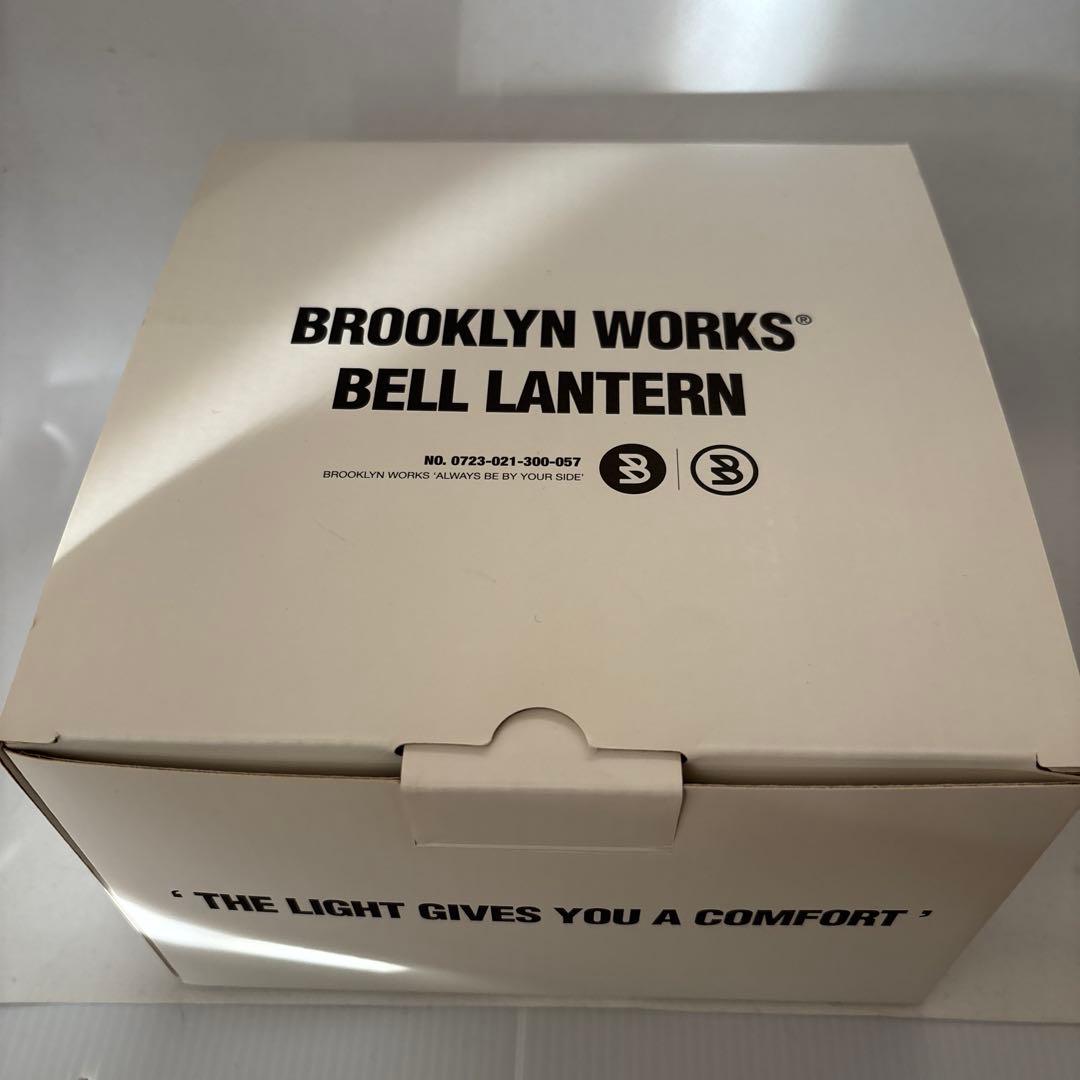 BROOKLYN WORKS®
BELL LANTERN
NO. 0723-021-300-057
BROOKLYN WORKS 'ALWAYS BE BY YOUR SIDE'
B B
‘ THE LIGHT GIVES YOU A COMFORT ’